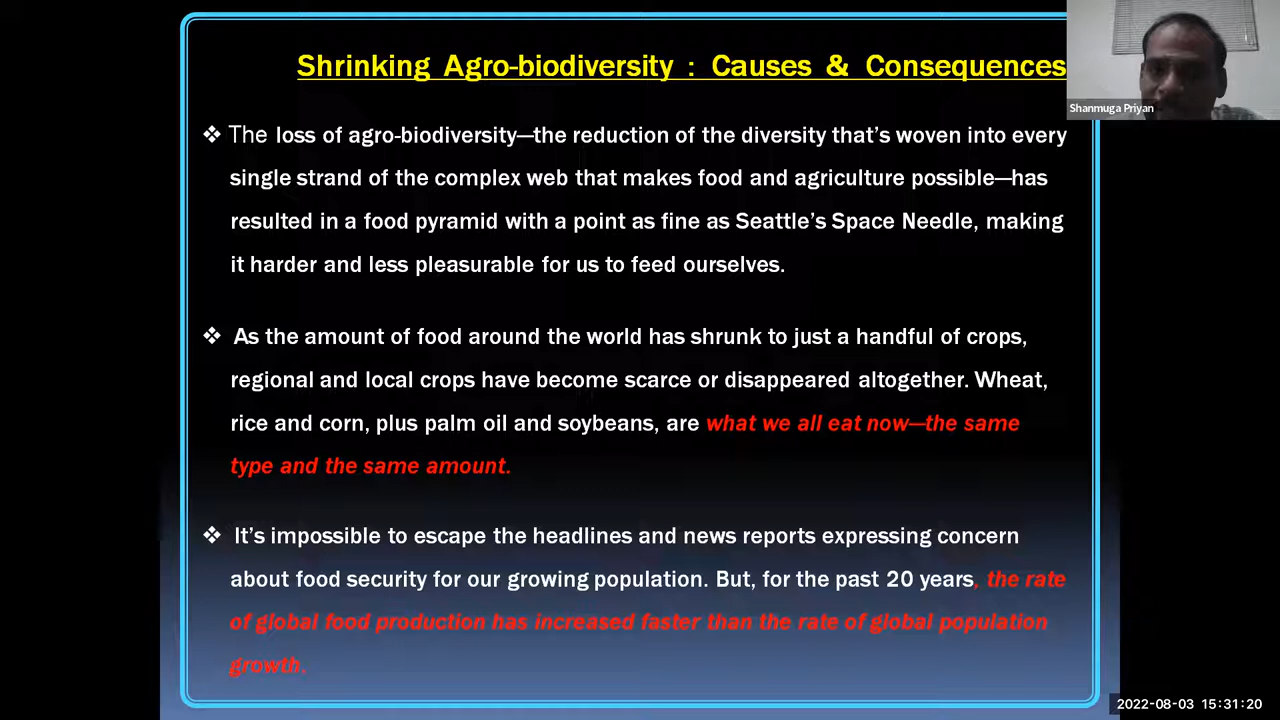 Shrinking Agro-biodiversity : Causes & Consequences
Shanmuga Priyan
❖ The loss of agro-biodiversity—the reduction of the diversity that's woven into every
single strand of the complex web that makes food and agriculture possible—has
resulted in a food pyramid with a point as fine as Seattle's Space Needle, making
it harder and less pleasurable for us to feed ourselves.
❖ As the amount of food around the world has shrunk to just a handful of crops,
regional and local crops have become scarce or disappeared altogether. Wheat,
rice and corn, plus palm oil and soybeans, are what we all eat now—the same
type and the same amount.
❖ It's impossible to escape the headlines and news reports expressing concern
about food security for our growing population. But, for the past 20 years, the rate
of global food production has increased faster than the rate of global population
growth.
2022-08-03 15:31:20